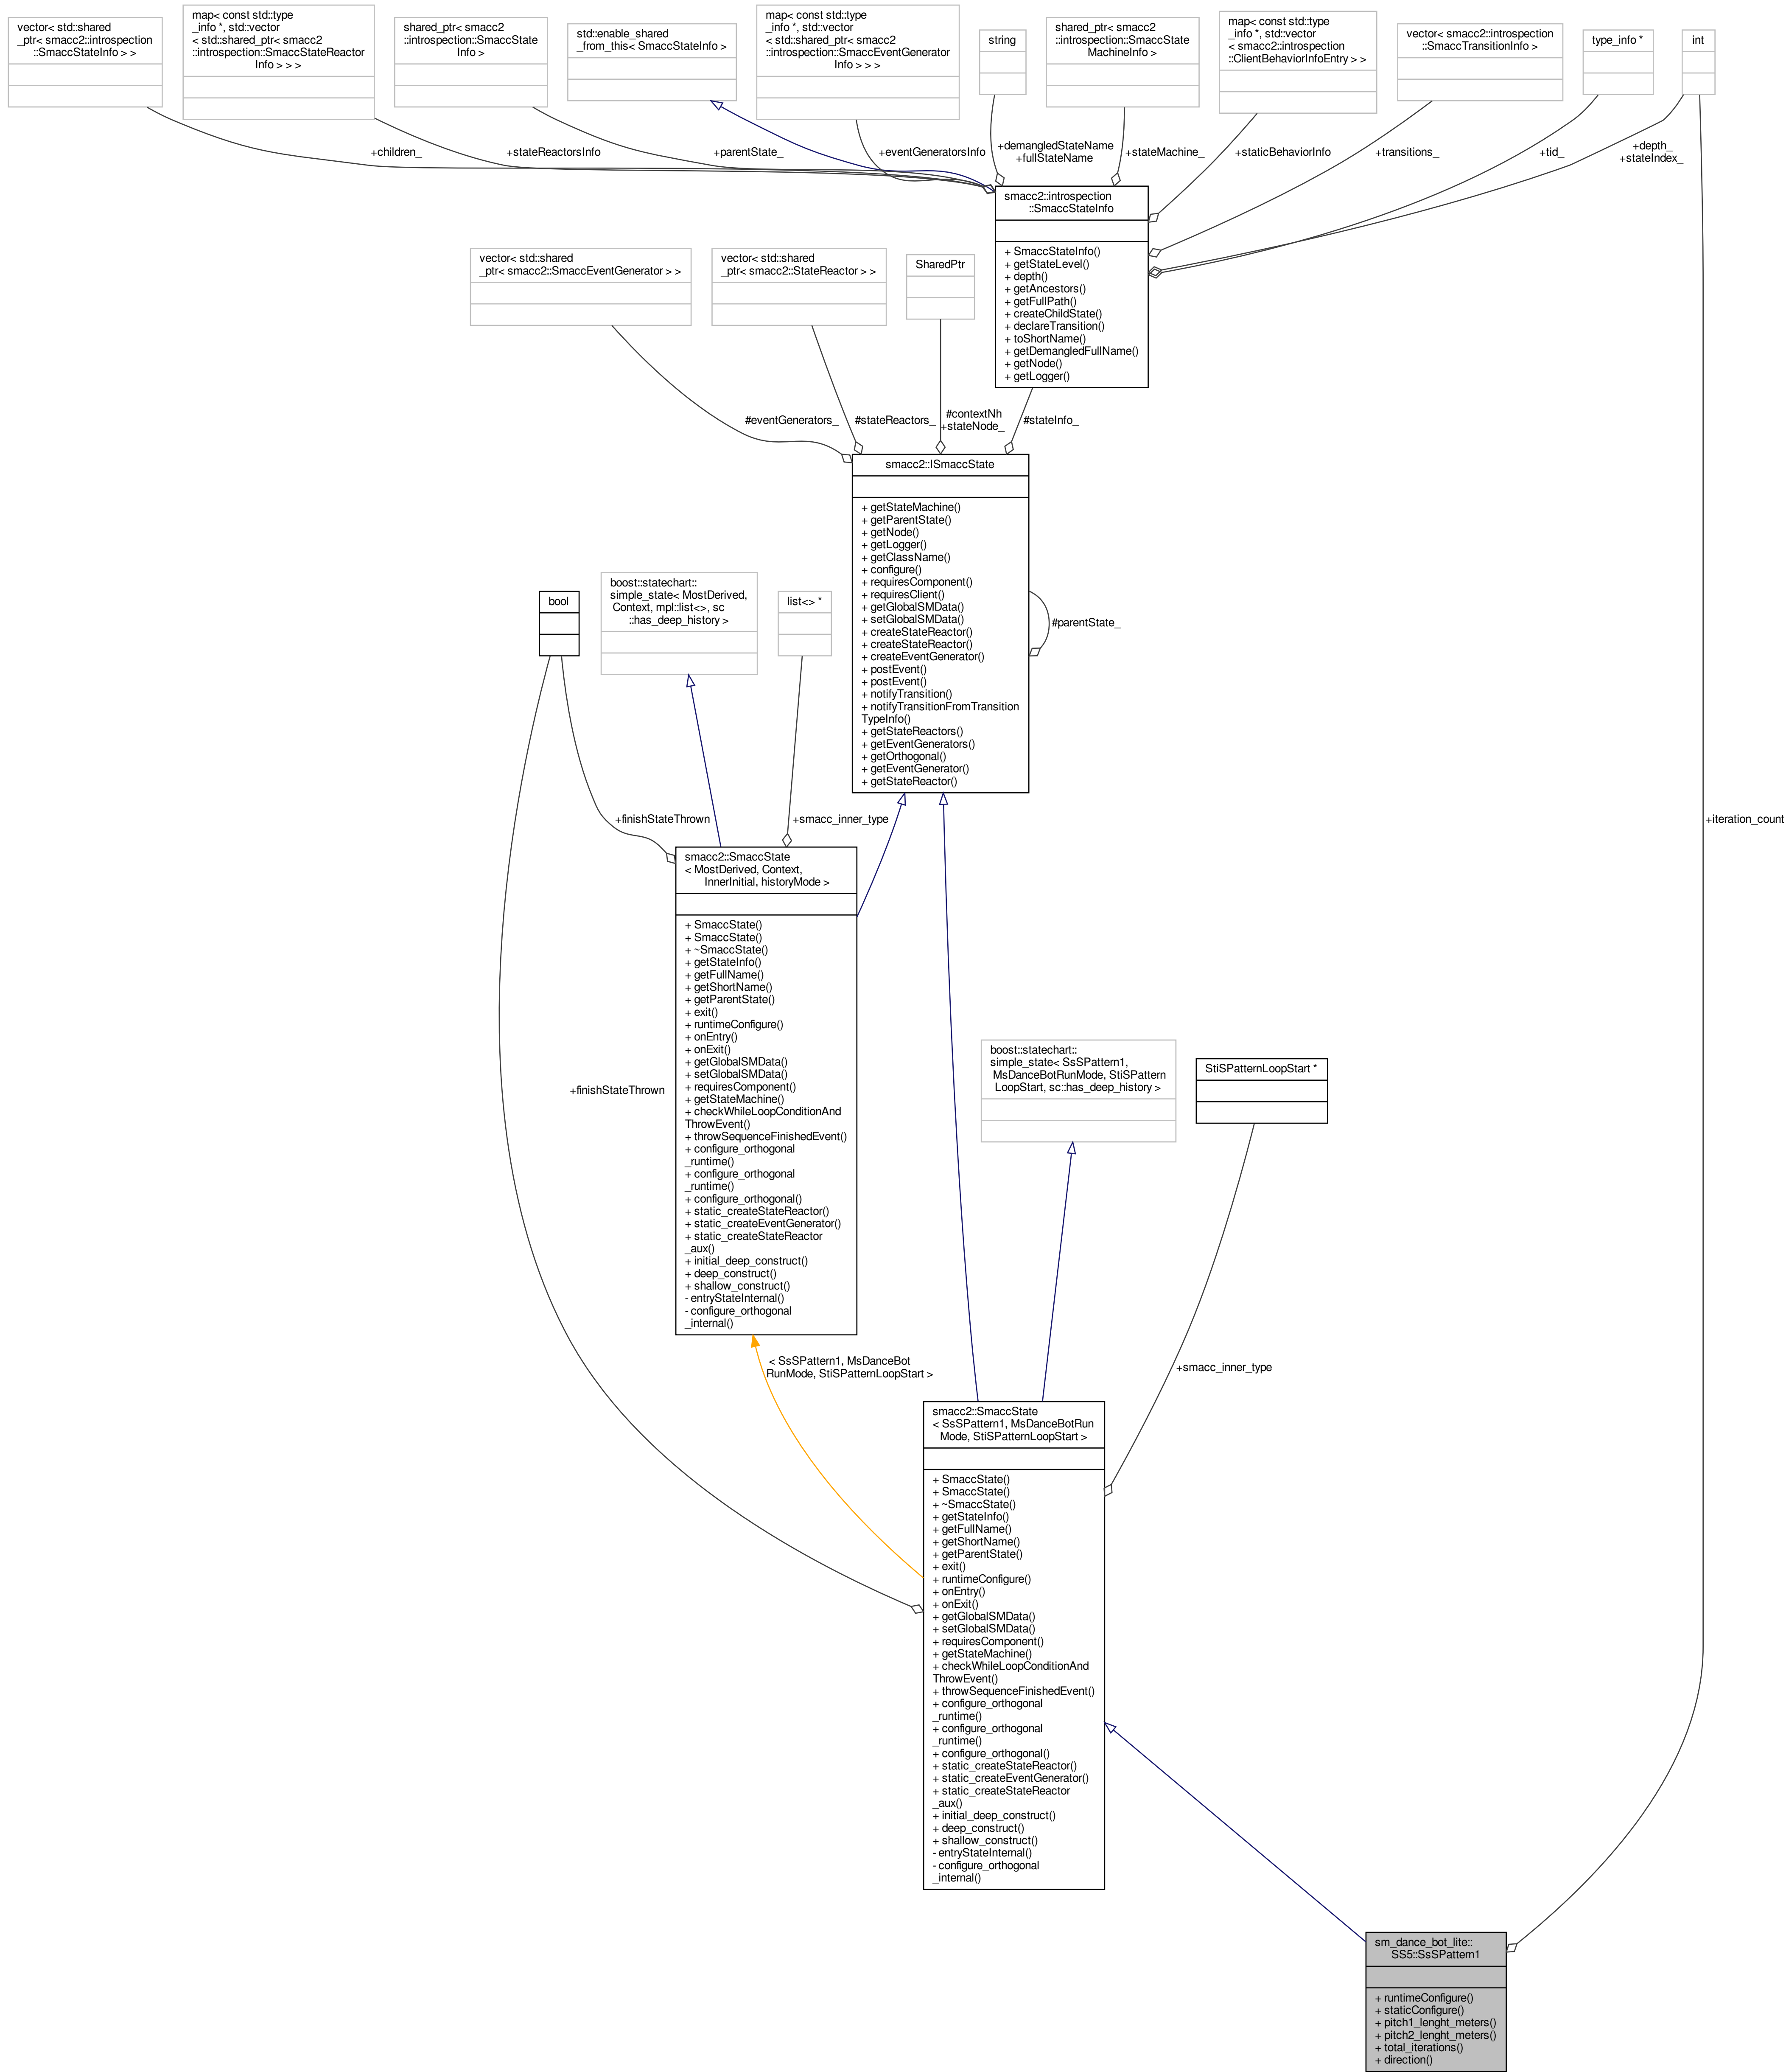 vector< std::shared
_ptr< smacc2::introspection
::SmaccStateInfo > >
map< const std::type
_info *, std::vector
< std::shared_ptr< smacc2
::introspection::SmaccStateReactor
Info > > >
shared_ptr< smacc2
::introspection::SmaccState
Info >
std::enable_shared
_from_this< SmaccStateInfo >
map< const std::type
_info *, std::vector
< std::shared_ptr< smacc2
::introspection::SmaccEventGenerator
Info > > >
string
shared_ptr< smacc2
::introspection::SmaccState
MachineInfo >
map< const std::type
_info *, std::vector
< smacc2::introspection
::ClientBehaviorInfoEntry > >
vector< smacc2::introspection
::SmaccTransitionInfo >
type_info *
int
+children_
+stateReactorsInfo
+parentState_
+eventGeneratorsInfo
+demangledStateName
+fullStateName
+stateMachine_
+staticBehaviorInfo
+transitions_
+tid_
+depth_
+stateIndex_
smacc2::introspection
::SmaccStateInfo
+ SmaccStateInfo()
+ getStateLevel()
+ depth()
+ getAncestors()
+ getFullPath()
+ createChildState()
+ declareTransition()
+ toShortName()
+ getDemangledFullName()
+ getNode()
+ getLogger()
vector< std::shared
_ptr< smacc2::SmaccEventGenerator > >
vector< std::shared
_ptr< smacc2::StateReactor > >
SharedPtr
#eventGenerators_
#stateReactors_
#contextNh
+stateNode_
#stateInfo_
smacc2::ISmaccState
+ getStateMachine()
+ getParentState()
+ getNode()
+ getLogger()
+ getClassName()
+ configure()
+ requiresComponent()
+ requiresClient()
+ getGlobalSMData()
+ setGlobalSMData()
+ createStateReactor()
+ createStateReactor()
+ createEventGenerator()
+ postEvent()
+ postEvent()
+ notifyTransition()
+ notifyTransitionFromTransition
TypeInfo()
+ getStateReactors()
+ getEventGenerators()
+ getOrthogonal()
+ getEventGenerator()
+ getStateReactor()
#parentState_
bool
boost::statechart::
simple_state< MostDerived,
Context, mpl::list<>, sc
::has_deep_history >
list<> *
+finishStateThrown
+smacc_inner_type
+iteration_count
smacc2::SmaccState
< MostDerived, Context,
InnerInitial, historyMode >
+ SmaccState()
+ SmaccState()
+ ~SmaccState()
+ getStateInfo()
+ getFullName()
+ getShortName()
+ getParentState()
+ exit()
+ runtimeConfigure()
+ onEntry()
+ onExit()
+ getGlobalSMData()
+ setGlobalSMData()
+ requiresComponent()
+ getStateMachine()
+ checkWhileLoopConditionAnd
ThrowEvent()
+ throwSequenceFinishedEvent()
+ configure_orthogonal
_runtime()
+ configure_orthogonal
_runtime()
+ configure_orthogonal()
+ static_createStateReactor()
+ static_createEventGenerator()
+ static_createStateReactor
_aux()
+ initial_deep_construct()
+ deep_construct()
+ shallow_construct()
- entryStateInternal()
- configure_orthogonal
_internal()
+finishStateThrown
boost::statechart::
simple_state< SsSPattern1,
MsDanceBotRunMode, StiSPattern
LoopStart, sc::has_deep_history >
StiSPatternLoopStart *
< SsSPattern1, MsDanceBot
RunMode, StiSPatternLoopStart >
+smacc_inner_type
smacc2::SmaccState
< SsSPattern1, MsDanceBotRun
Mode, StiSPatternLoopStart >
+ SmaccState()
+ SmaccState()
+ ~SmaccState()
+ getStateInfo()
+ getFullName()
+ getShortName()
+ getParentState()
+ exit()
+ runtimeConfigure()
+ onEntry()
+ onExit()
+ getGlobalSMData()
+ setGlobalSMData()
+ requiresComponent()
+ getStateMachine()
+ checkWhileLoopConditionAnd
ThrowEvent()
+ throwSequenceFinishedEvent()
+ configure_orthogonal
_runtime()
+ configure_orthogonal
_runtime()
+ configure_orthogonal()
+ static_createStateReactor()
+ static_createEventGenerator()
+ static_createStateReactor
_aux()
+ initial_deep_construct()
+ deep_construct()
+ shallow_construct()
- entryStateInternal()
- configure_orthogonal
_internal()
sm_dance_bot_lite::
SS5::SsSPattern1
+ runtimeConfigure()
+ staticConfigure()
+ pitch1_lenght_meters()
+ pitch2_lenght_meters()
+ total_iterations()
+ direction()